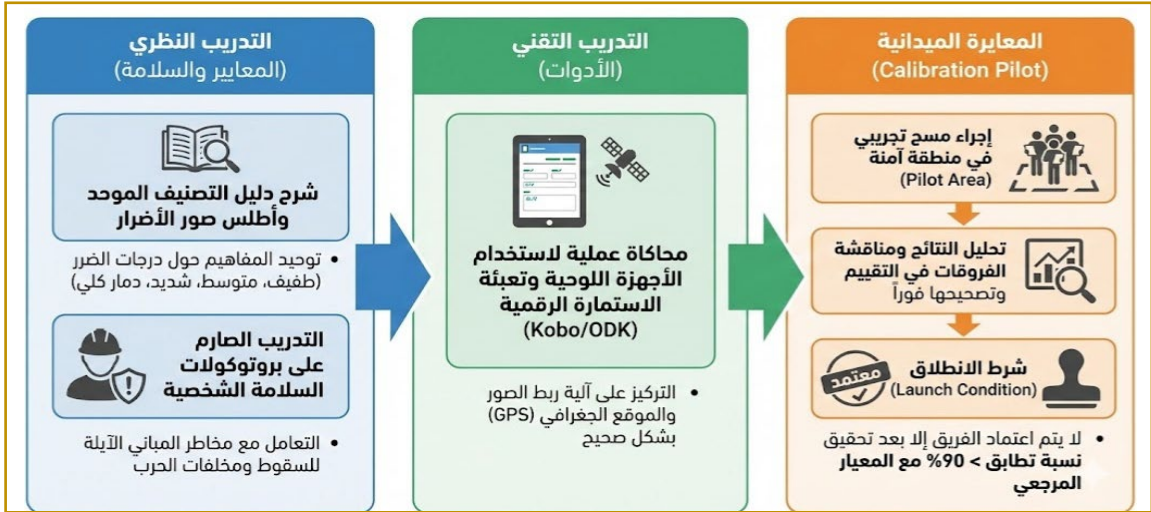 التدريب النظري
(المعايير والسلامة)
شرح دليل التصنيف الموحد
وأطلس صور الأضرار
• توحيد المفاهيم حول درجات الضرر
(طفيف، متوسط، شديد، دمار كلي)
التدريب الصارم
على بروتوكولات
السلامة الشخصية
• التعامل مع مخاطر المباني الآيلة
للسقوط ومخلفات الحرب
التدريب التقني
(الأدوات)
محاكاة عملية لاستخدام
الأجهزة اللوحية وتعبئة
الاستمارة الرقمية
(Kobo/ODK)
• التركيز على آلية ربط الصور
والموقع الجغرافي (GPS)
بشكل صحيح
المعايرة الميدانية
(Calibration Pilot)
إجراء مسح تجريبي
في منطقة آمنة
(Pilot Area)
تحليل النتائج ومناقشة
الفروقات في التقييم
وتصحيحها فوراً
شرط الانطلاق
(Launch Condition)
معتمد
• لا يتم اعتماد الفريق إلا بعد تحقيق
نسبة تطابق > 90% مع المعيار
المرجعي